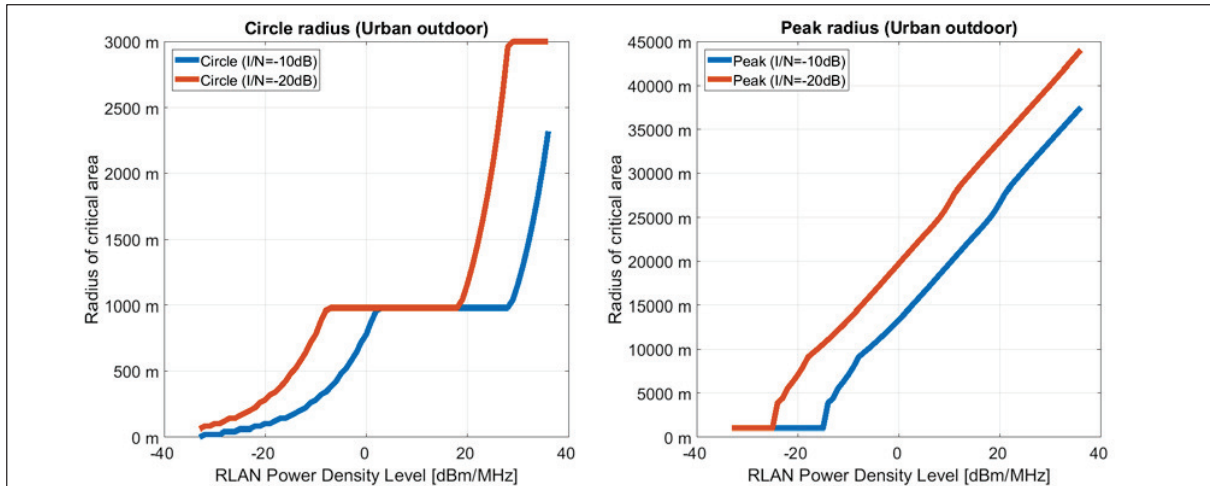 Circle radius (Urban outdoor)
Circle (I/N=-10dB)
Circle (I/N=-20dB)
3000 m
2500 m
2000 m
1500 m
1000 m
500 m
0 m
Radius of critical area
-40
-20
0
20
40
RLAN Power Density Level [dBm/MHz]
Peak radius (Urban outdoor)
Peak (I/N=-10dB)
Peak (I/N=-20dB)
45000 m
40000 m
35000 m
30000 m
25000 m
20000 m
15000 m
10000 m
5000 m
0 m
Radius of critical area
-40
-20
0
20
40
RLAN Power Density Level [dBm/MHz]